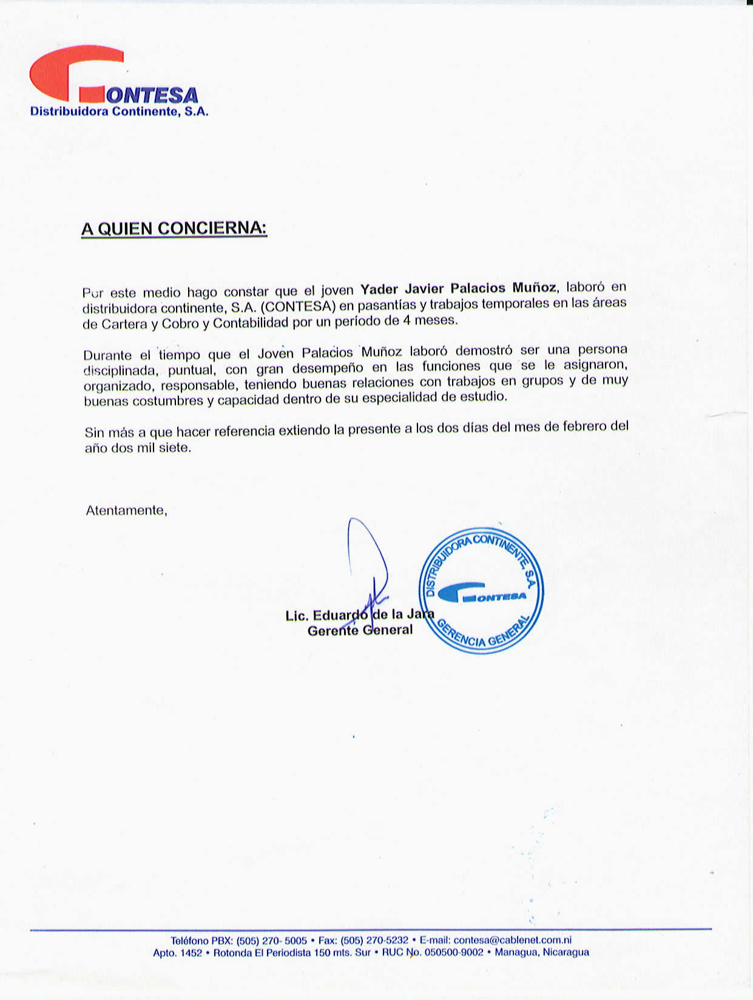 CONTESA
Distribuidora Continente, S.A.
A QUIEN CONCIERNA:
Por este medio hago constar que el joven Yader Javier Palacios Muñoz, laboró en
distribuidora continente, S.A. (CONTESA) en pasantías y trabajos temporales en las áreas
de Cartera y Cobro y Contabilidad por un período de 4 meses.
Durante el tiempo que el Joven Palacios Muñoz laboró demostró ser una persona
disciplinada, puntual, con gran desempeño en las funciones que se le asignaron,
organizado, responsable, teniendo buenas relaciones con trabajos en grupos y de muy
buenas costumbres y capacidad dentro de su especialidad de estudio.
Sin más a que hacer referencia extiendo la presente a los dos días del mes de febrero del
año dos mil siete.
Atentamente,
DISTRIBUIDORA CONTINENTE, S.A.
CONTESA
GERENCIA GENERAL
Lic. Eduardo de la Jara
Gerente General
Teléfono PBX: (505) 270- 5005 • Fax: (505) 270-5232 • E-mail: contesa@cablenet.com.ni
Apto. 1452 • Rotonda El Periodista 150 mts. Sur • RUC No. 050500-9002 • Managua, Nicaragua